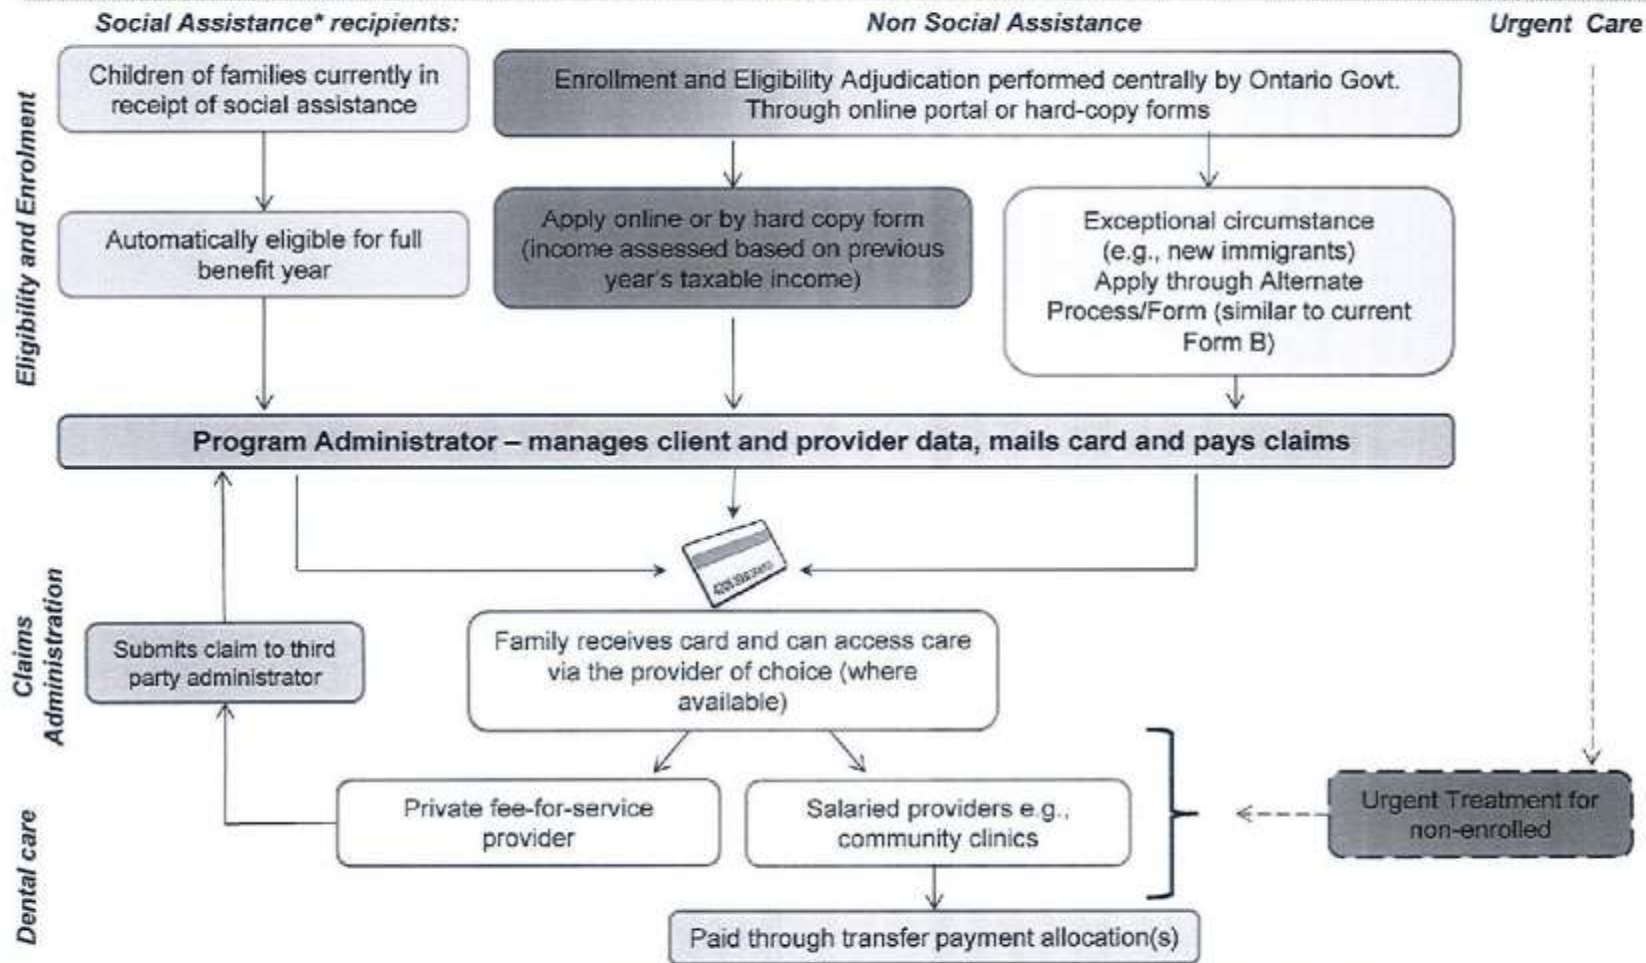 Social Assistance* recipients:
Non Social Assistance
Urgent Care
Eligibility and Enrolment
Children of families currently in
receipt of social assistance
Enrollment and Eligibility Adjudication performed centrally by Ontario Govt.
Through online portal or hard-copy forms
Automatically eligible for full
benefit year
Apply online or by hard copy form
(income assessed based on previous
year's taxable income)
Exceptional circumstance
(e.g., new immigrants)
Apply through Alternate
Process/Form (similar to current
Form B)
Program Administrator – manages client and provider data, mails card and pays claims
Claims
Administration
Submits claim to third
party administrator
Family receives card and can access care
via the provider of choice (where
available)
Dental care
Private fee-for-service
provider
Salaried providers e.g.,
community clinics
Urgent Treatment for
non-enrolled
Paid through transfer payment allocation(s)